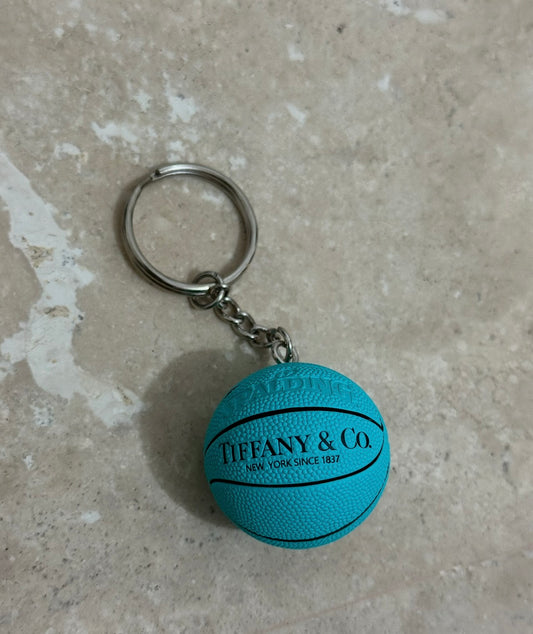 SPALDING
TIFFANY & CO.
NEW YORK SINCE 1837